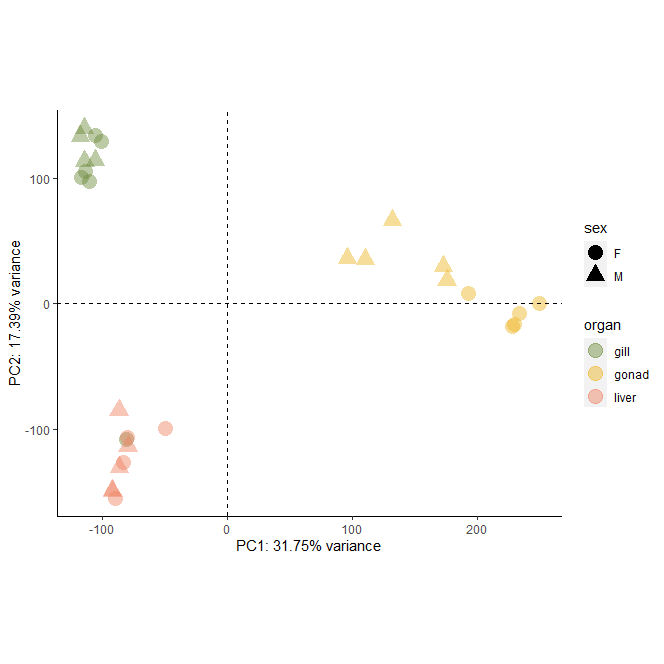 PC2: 17.39% variance
100
0
-100
-100
0
100
200
PC1: 31.75% variance
sex
F
M
organ
gill
gonad
liver